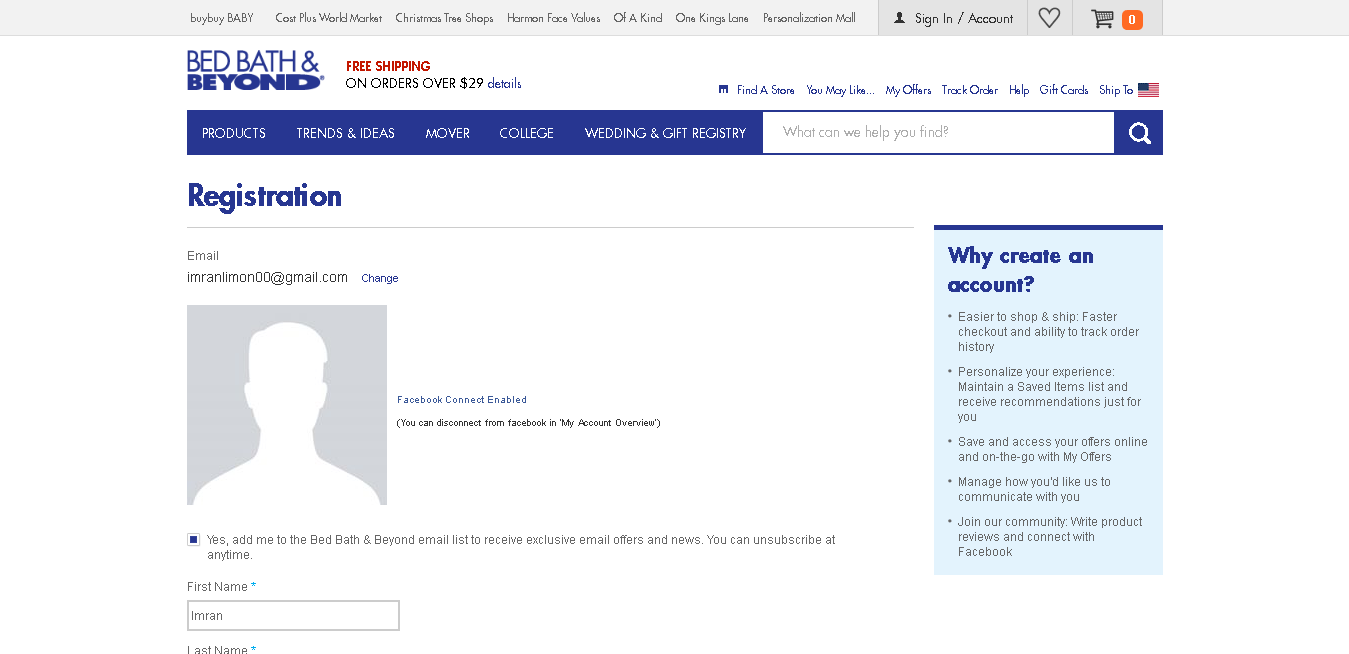 buybuy BABY Cost Plus World Market Christmas Tree Shops Harmon Face Values Of A Kind One Kings Lane Personalization Mall Sign In / Account 0
BED BATH &
BEYOND®
FREE SHIPPING
ON ORDERS OVER $29 details
Find A Store You May Like... My Offers Track Order Help Gift Cards Ship To
PRODUCTS TRENDS & IDEAS MOVER COLLEGE WEDDING & GIFT REGISTRY What can we help you find?
Registration
Email
imranlimon00@gmail.com Change
Facebook Connect Enabled
(You can disconnect from facebook in 'My Account Overview')
Yes, add me to the Bed Bath & Beyond email list to receive exclusive email offers and news. You can unsubscribe at
anytime.
First Name *
Imran
Last Name *
Why create an
account?
• Easier to shop & ship: Faster
checkout and ability to track order
history
• Personalize your experience:
Maintain a Saved Items list and
receive recommendations just for
you
• Save and access your offers online
and on-the-go with My Offers
• Manage how you'd like us to
communicate with you
• Join our community: Write product
reviews and connect with
Facebook